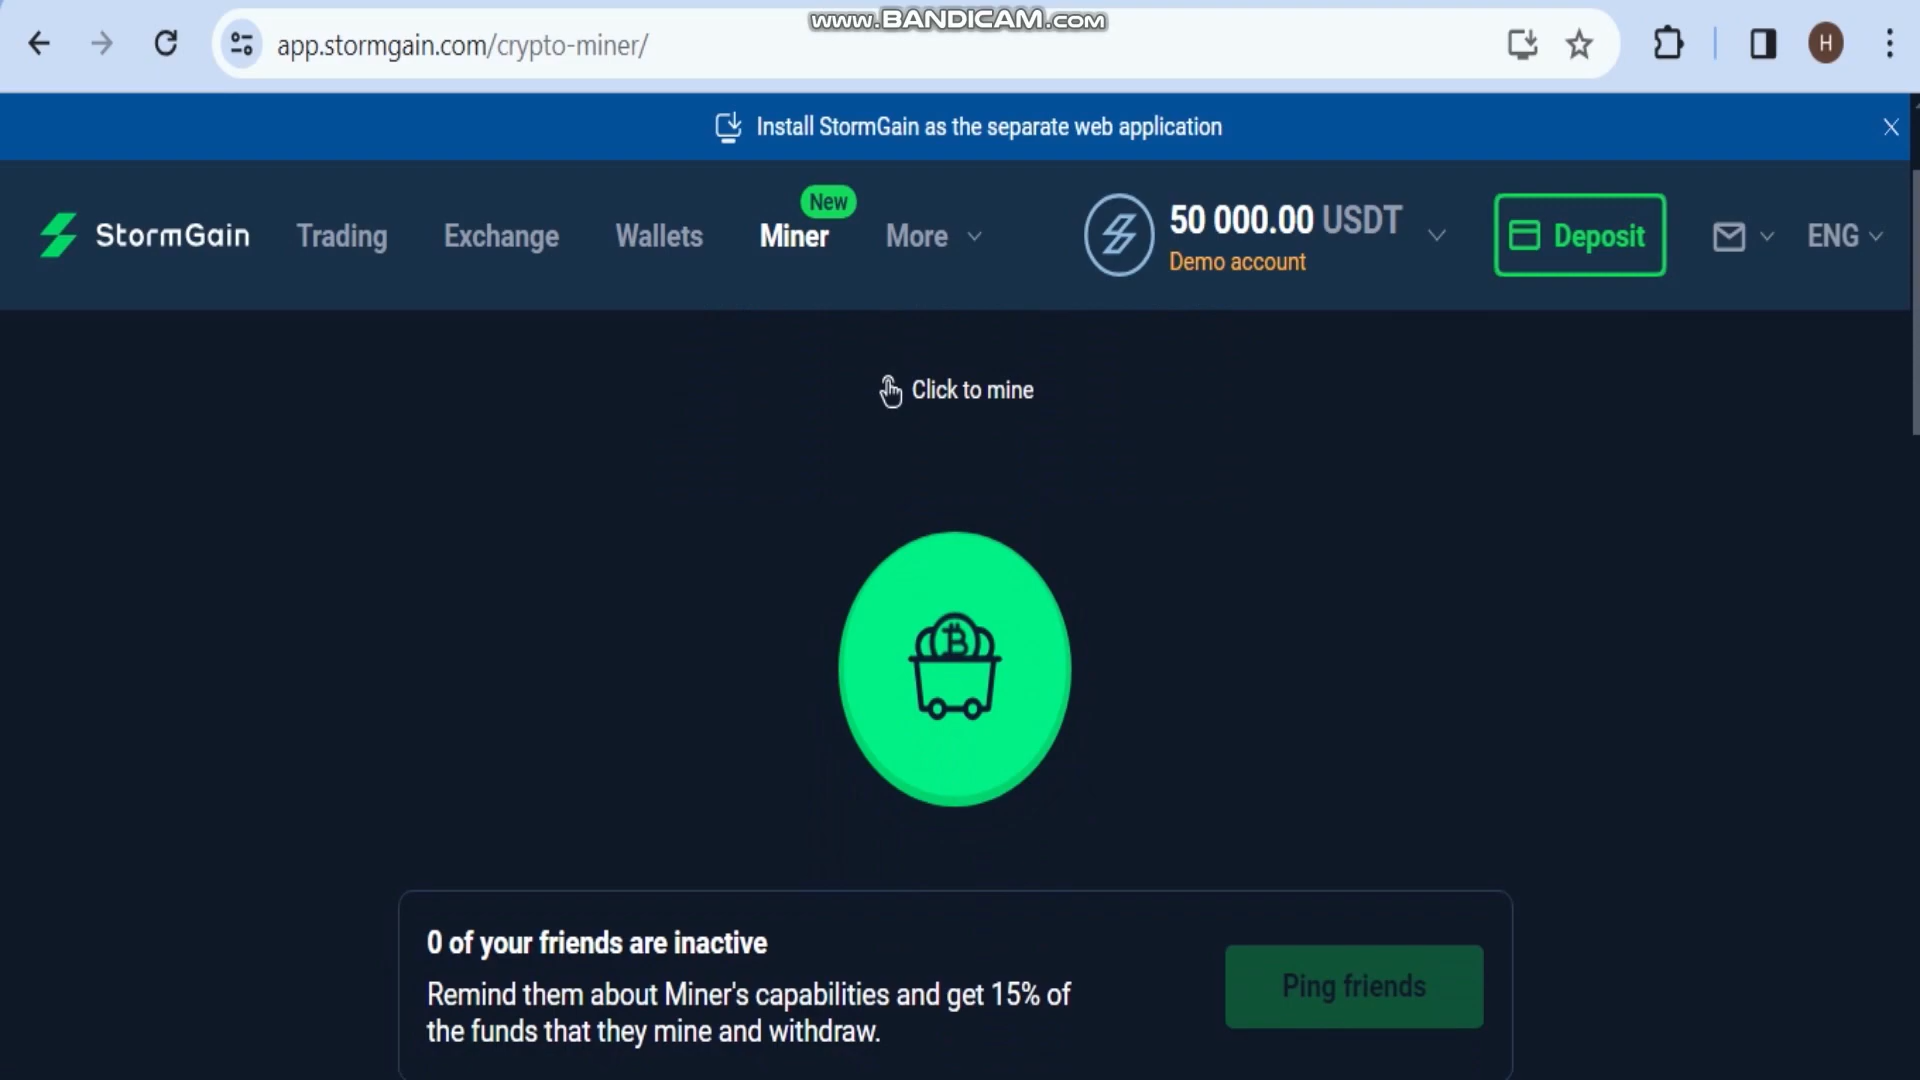 www.BANDICAM.com
app.stormgain.com/crypto-miner/
H
Install StormGain as the separate web application
StormGain
Trading
Exchange
Wallets
Miner
New
More
50 000.00 USDT
Demo account
Deposit
ENG
Click to mine
0 of your friends are inactive
Remind them about Miner's capabilities and get 15% of
the funds that they mine and withdraw.
Ping friends